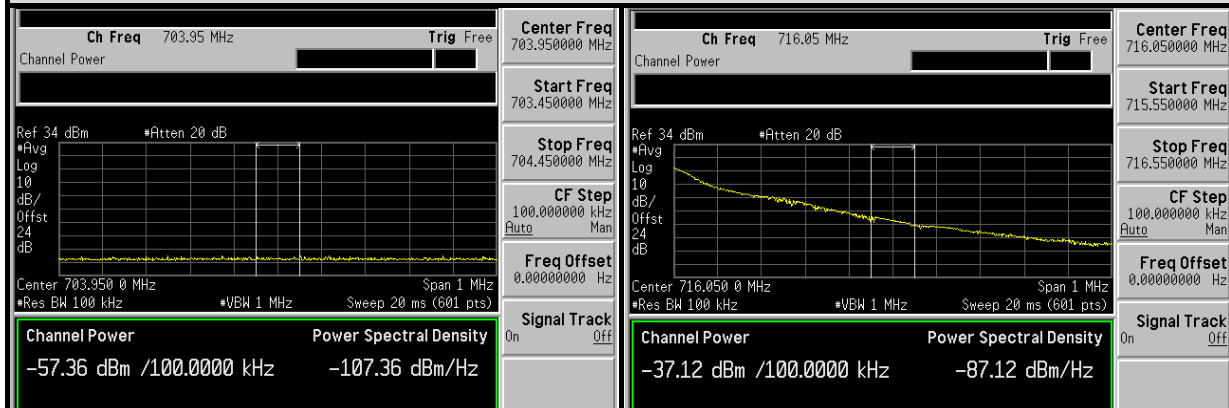 Ch Freq 703.95 MHz Trig Free
Channel Power
Ref 34 dBm #Atten 20 dB
#Avg
Log
10
dB/
Offst
24
dB
Center 703.950 0 MHz Span 1 MHz
#Res BW 100 kHz #VBW 1 MHz Sweep 20 ms (601 pts)
Channel Power Power Spectral Density
-57.36 dBm /100.0000 kHz -107.36 dBm/Hz
Center Freq
703.950000 MHz
Start Freq
703.450000 MHz
Stop Freq
704.450000 MHz
CF Step
100.000000 kHz
Auto Man
Freq Offset
0.00000000 Hz
Signal Track
On Off
Ch Freq 716.05 MHz Trig Free
Channel Power
Ref 34 dBm #Atten 20 dB
#Avg
Log
10
dB/
Offst
24
dB
Center 716.050 0 MHz Span 1 MHz
#Res BW 100 kHz #VBW 1 MHz Sweep 20 ms (601 pts)
Channel Power Power Spectral Density
-37.12 dBm /100.0000 kHz -87.12 dBm/Hz
Center Freq
716.050000 MHz
Start Freq
715.550000 MHz
Stop Freq
716.550000 MHz
CF Step
100.000000 kHz
Auto Man
Freq Offset
0.00000000 Hz
Signal Track
On Off